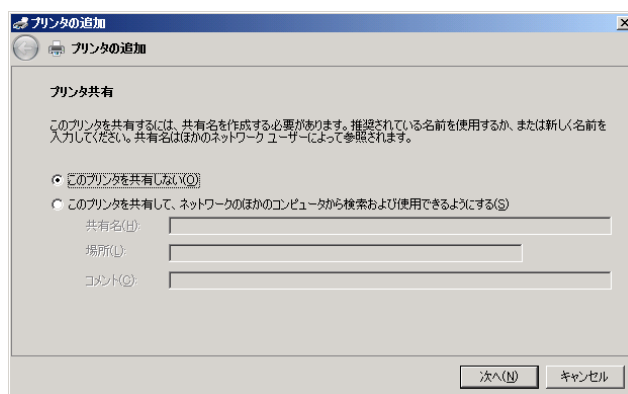 プリンタの追加
プリンタの追加
プリンタ共有
このプリンタを共有するには、共有名を作成する必要があります。推奨されている名前を使用するか、または新しく名前を
入力してください。共有名はほかのネットワーク ユーザーによって参照されます。
このプリンタを共有しない(O)
このプリンタを共有して、ネットワークのほかのコンピュータから検索および使用できるようにする(S)
共有名(H):
場所(L):
コメント(C):
次へ(N) キャンセル